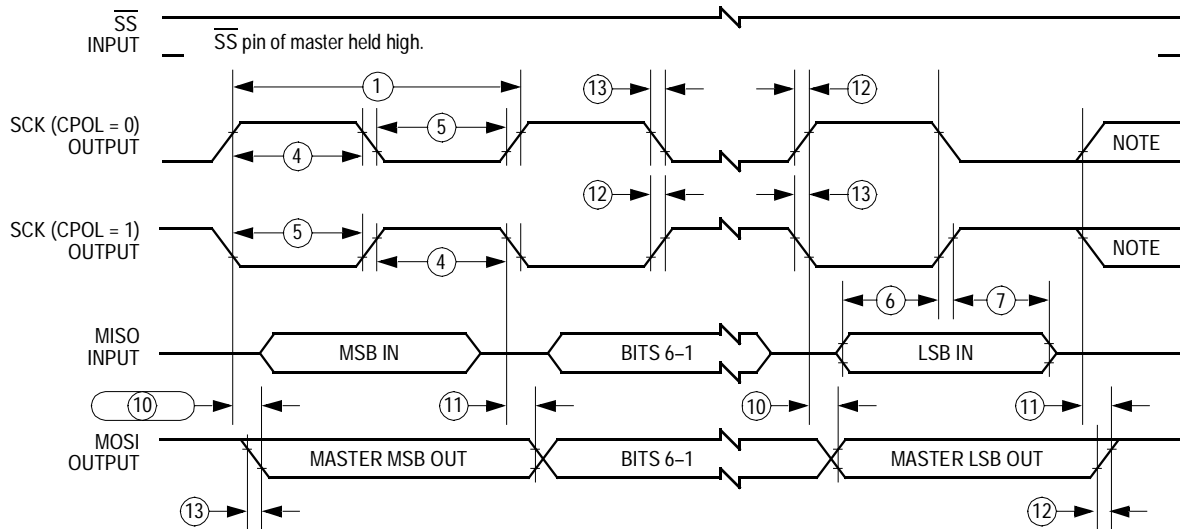 SS
INPUT
SS pin of master held high.
1
13
12
SCK (CPOL = 0)
OUTPUT
5
4
NOTE
12
13
SCK (CPOL = 1)
OUTPUT
5
4
NOTE
6
7
MISO
INPUT
MSB IN
BITS 6–1
LSB IN
10
11
10
11
MOSI
OUTPUT
MASTER MSB OUT
BITS 6–1
MASTER LSB OUT
13
12